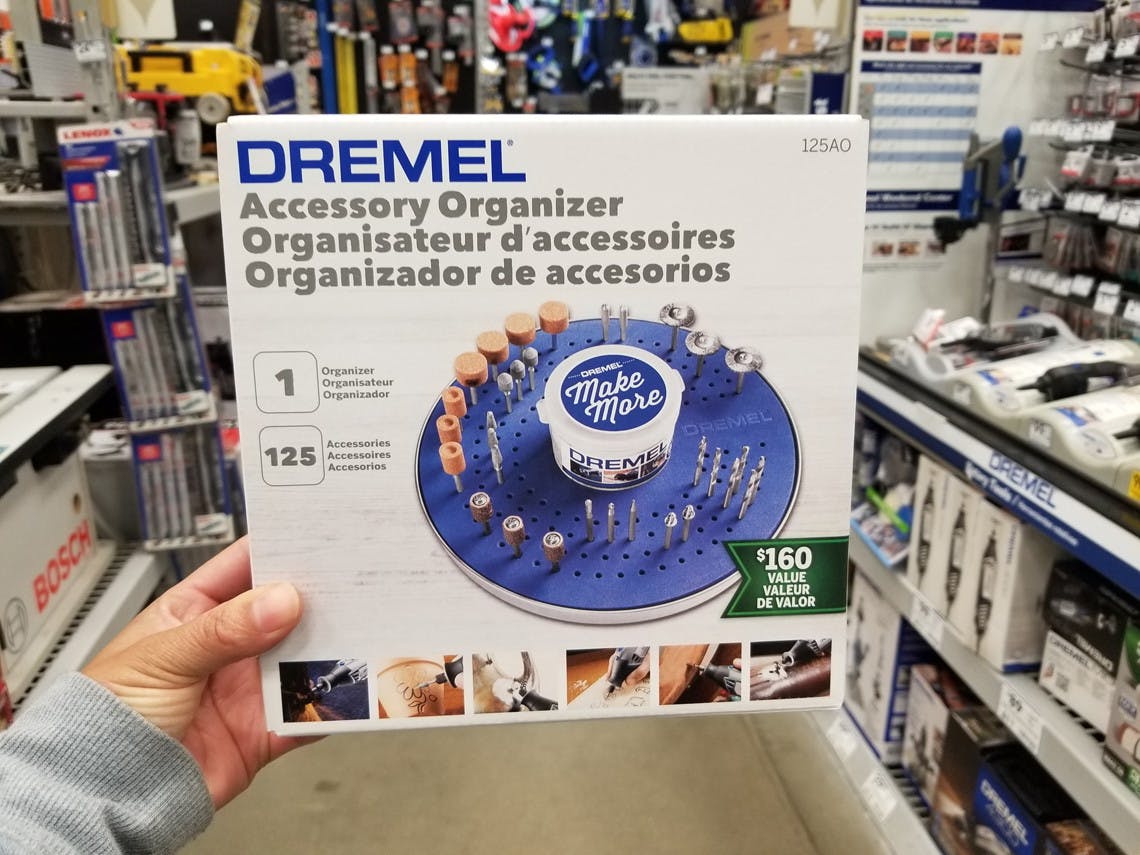 DREMEL®
125AO
Accessory Organizer
Organisateur d'accessoires
Organizador de accesorios
1
Organizer
Organisateur
Organizador
125
Accessories
Accessoires
Accesorios
DREMEL
Make
More
DREMEL
DREMEL
$160
VALUE
VALEUR
DE VALOR
LENOX
BOSCH
DREMEL
DREMEL
DREMEL